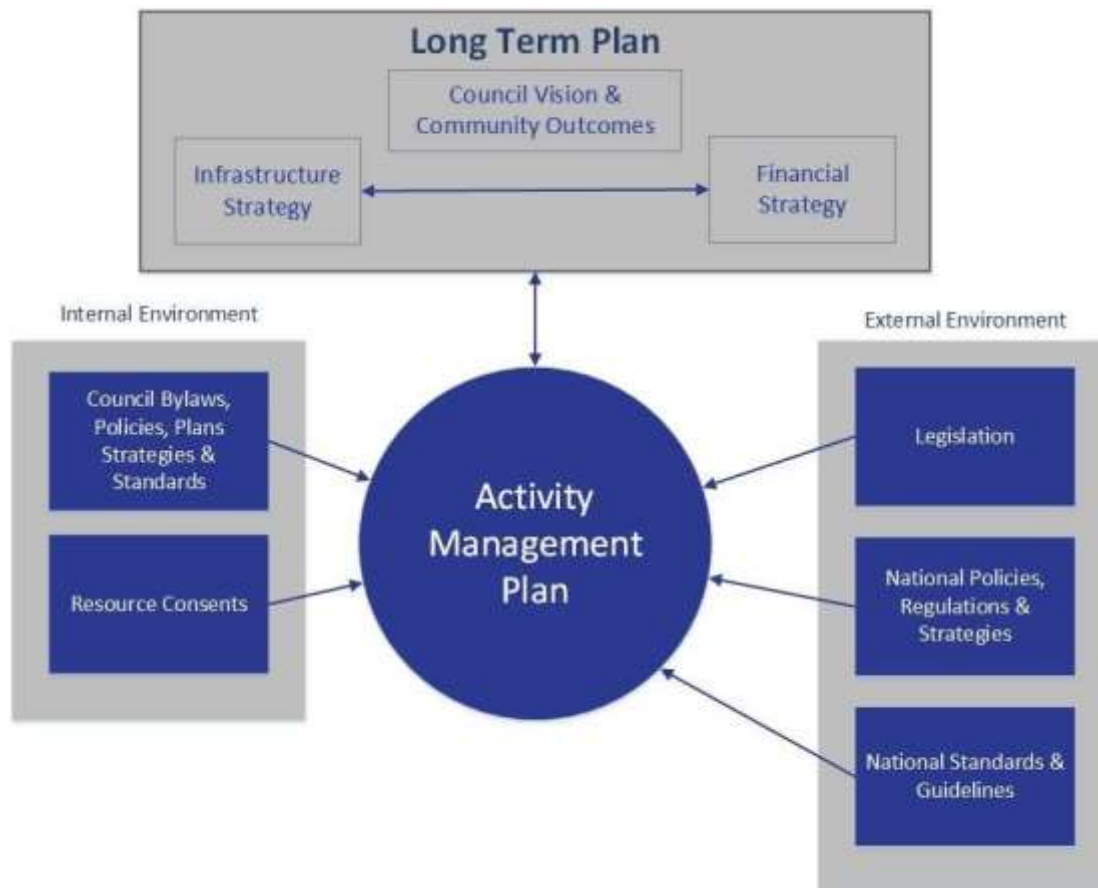 Long Term Plan
Council Vision &
Community Outcomes
Infrastructure
Strategy
Financial
Strategy
Internal Environment
External Environment
Council Bylaws,
Policies, Plans
Strategies &
Standards
Resource Consents
Activity
Management
Plan
Legislation
National Policies,
Regulations &
Strategies
National Standards &
Guidelines